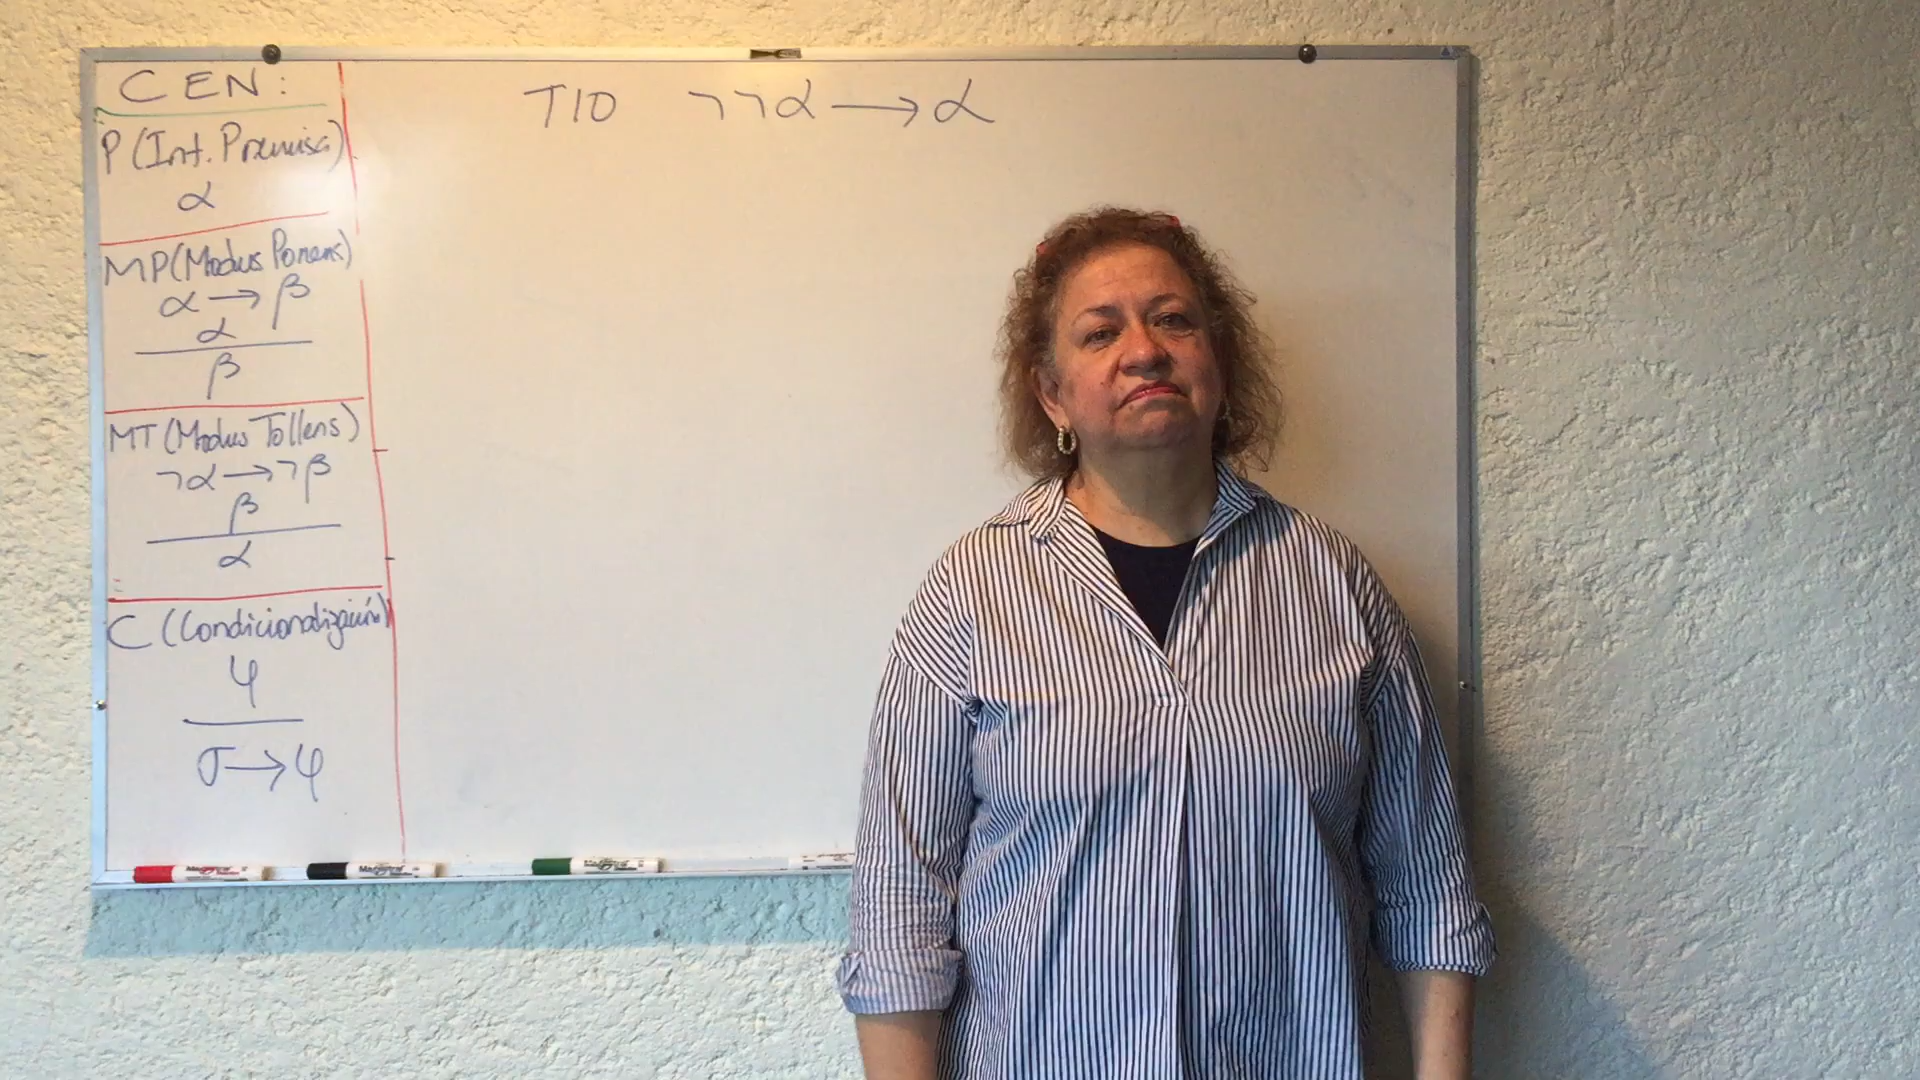 CEN:
P (Int. Premisa)
α
MP (Modus Ponens)
α → β
α
β
MT (Modus Tollens)
¬α → ¬β
β
α
C (Condicionalización)
φ
σ → φ
T10 ¬¬α → α